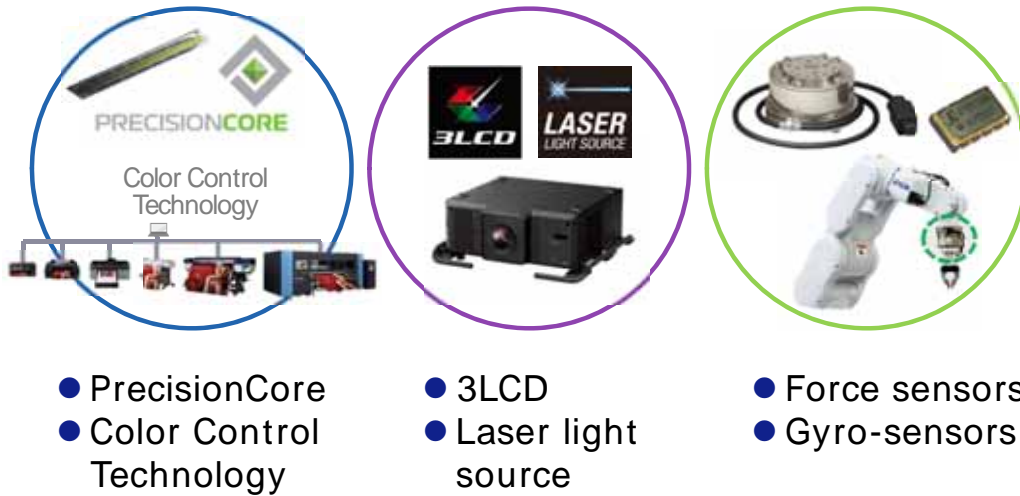 PRECISIONCORE
Color Control
Technology
3LCD
LASER
LIGHT SOURCE
● PrecisionCore
● Color Control
Technology
● 3LCD
● Laser light
source
● Force sensors
● Gyro-sensors